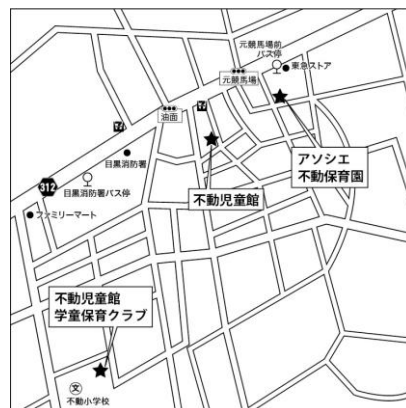 元競馬場前
バス停
東急ストア
元競馬場
油面
アソシエ
不動保育園
目黒消防署
不動児童館
312
目黒消防署バス停
ファミリーマート
不動児童館
学童保育クラブ
文
不動小学校